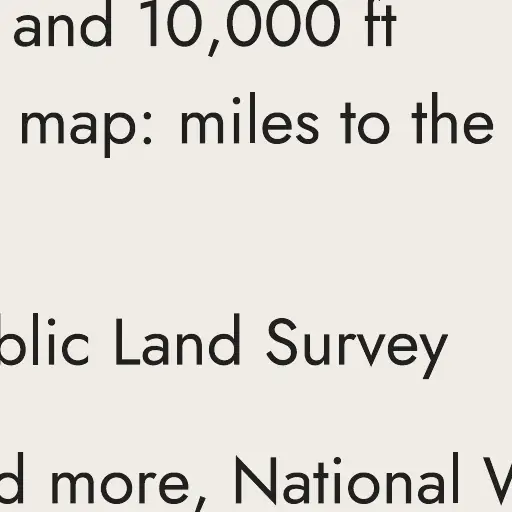 and 10,000 ft
map: miles to the
blic Land Survey
d more, National